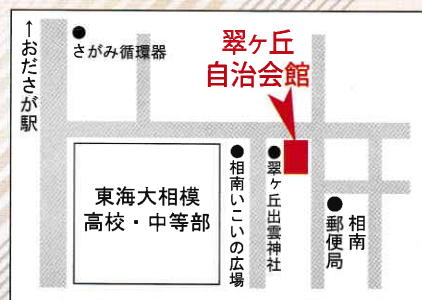 ↑おださが駅
さがみ循環器
翠ヶ丘
自治会館
東海大相模
高校・中等部
相南いこいの広場
翠ヶ丘出雲神社
相南
郵便局